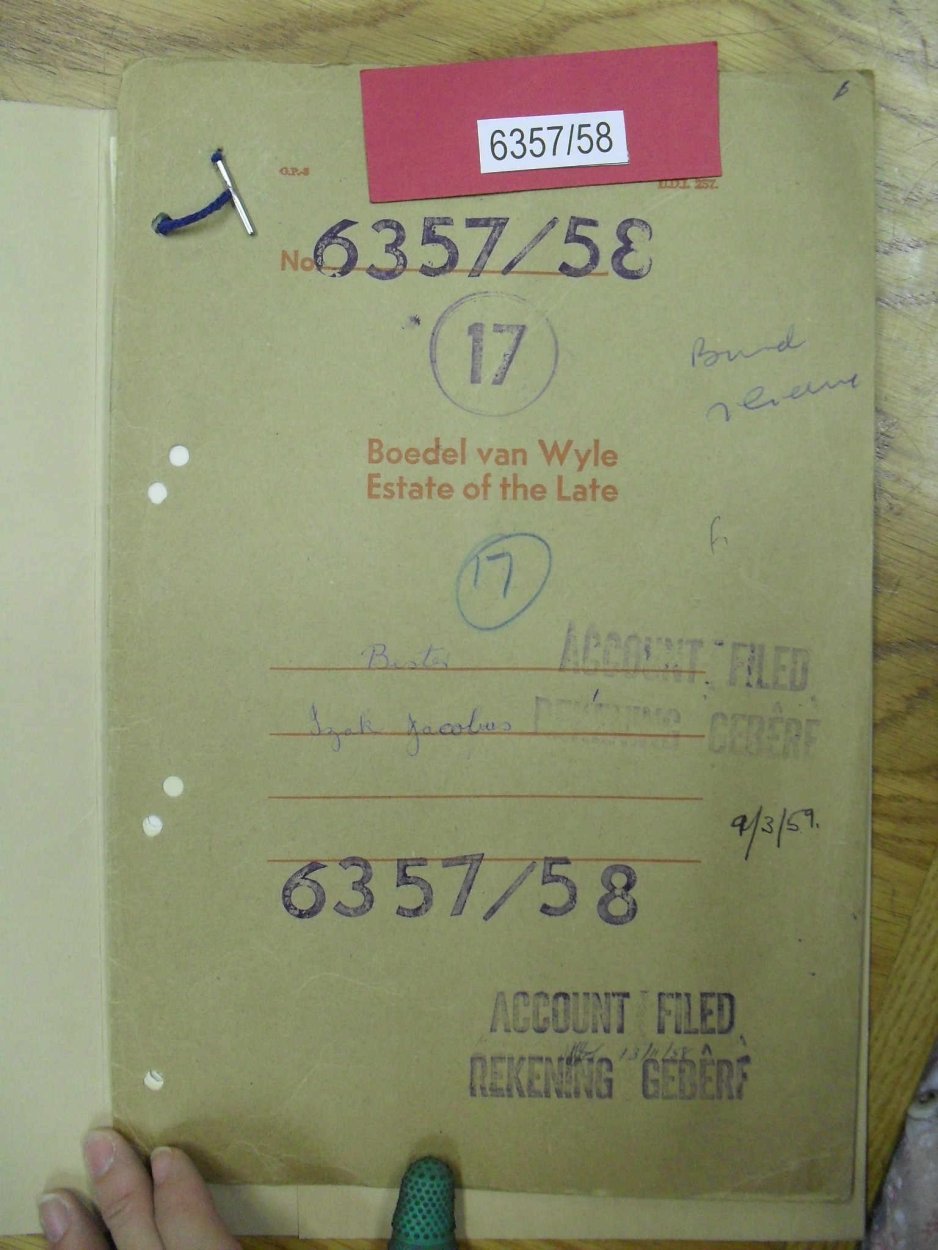 6357/58
G.P.-S
U.D.I. 257.
No 6357/58
17
Boedel van Wyle
Estate of the Late
17
Izak Jacobus
ACCOUNT FILED
REKENING GEBÊRF
9/3/59.
6357/58
ACCOUNT FILED
REKENING GEBÊRF